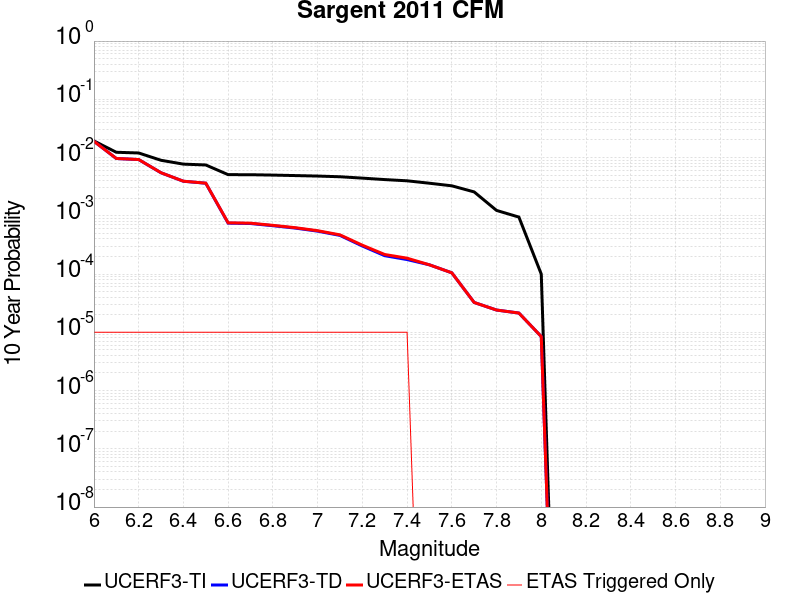 Sargent 2011 CFM
10 0
10 -1
10 -2
10 -3
10 -4
10 -5
10 -6
10 -7
10 -8
10 Year Probability
6 6.2 6.4 6.6 6.8 7 7.2 7.4 7.6 7.8 8 8.2 8.4 8.6 8.8 9
Magnitude
UCERF3-TI UCERF3-TD UCERF3-ETAS ETAS Triggered Only